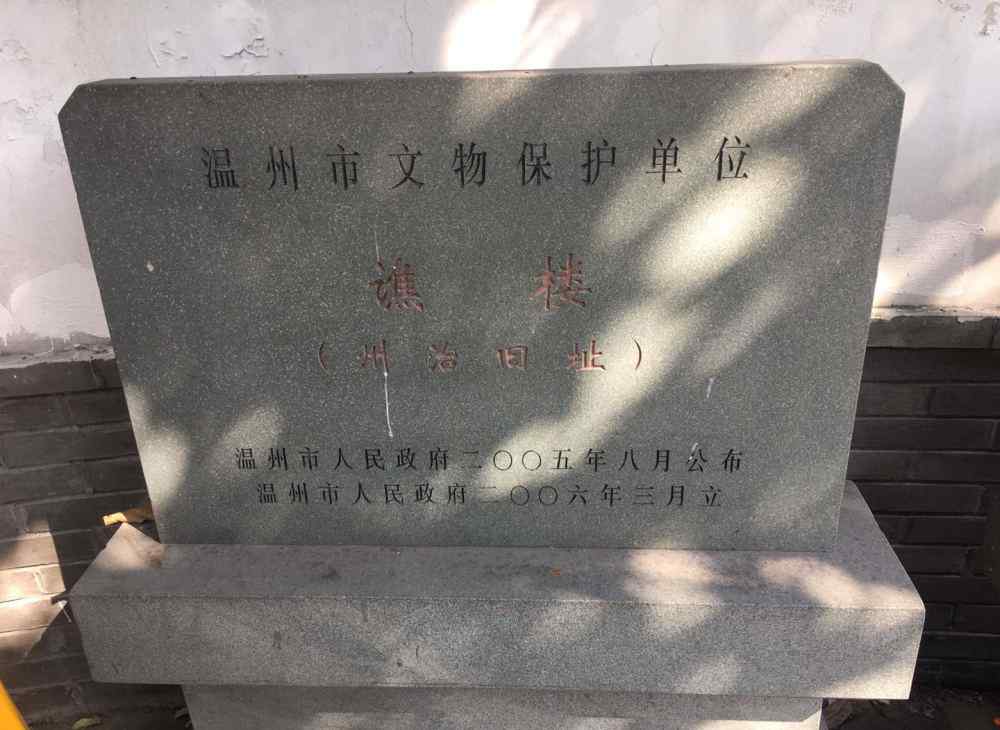 温州市文物保护单位
谯楼
（州治旧址）
温州市人民政府二〇〇五年八月公布
温州市人民政府二〇〇六年三月立